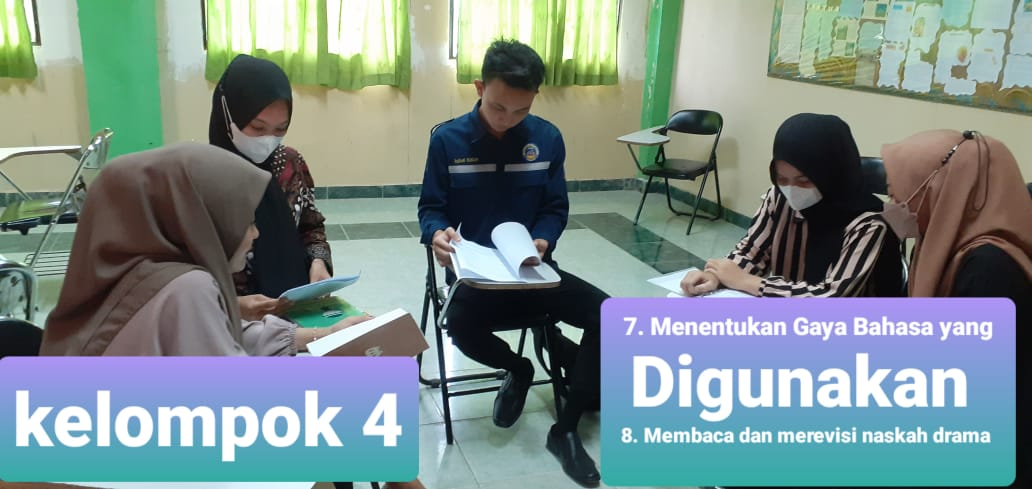 7. Menentukan Gaya Bahasa yang
Digunakan
8. Membaca dan merevisi naskah drama
kelompok 4